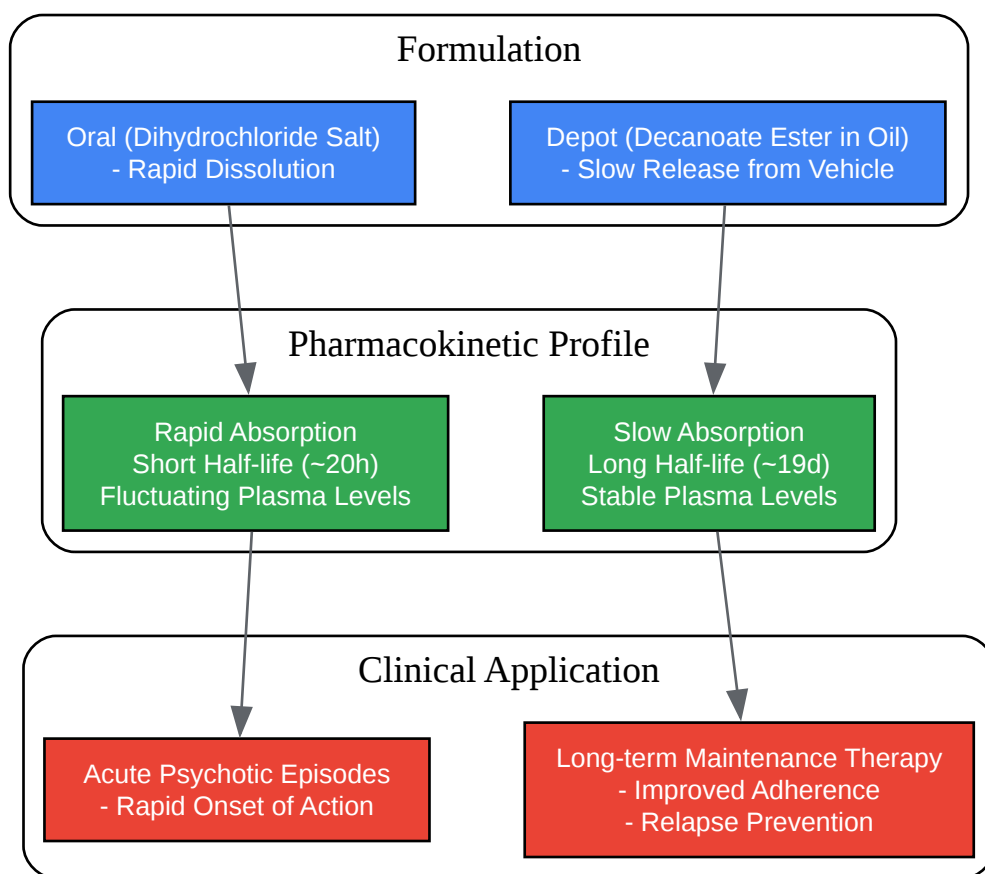 Formulation
Oral (Dihydrochloride Salt)
- Rapid Dissolution
Depot (Decanoate Ester in Oil)
- Slow Release from Vehicle
Pharmacokinetic Profile
Rapid Absorption
Short Half-life (~20h)
Fluctuating Plasma Levels
Slow Absorption
Long Half-life (~19d)
Stable Plasma Levels
Clinical Application
Acute Psychotic Episodes
- Rapid Onset of Action
Long-term Maintenance Therapy
- Improved Adherence
- Relapse Prevention